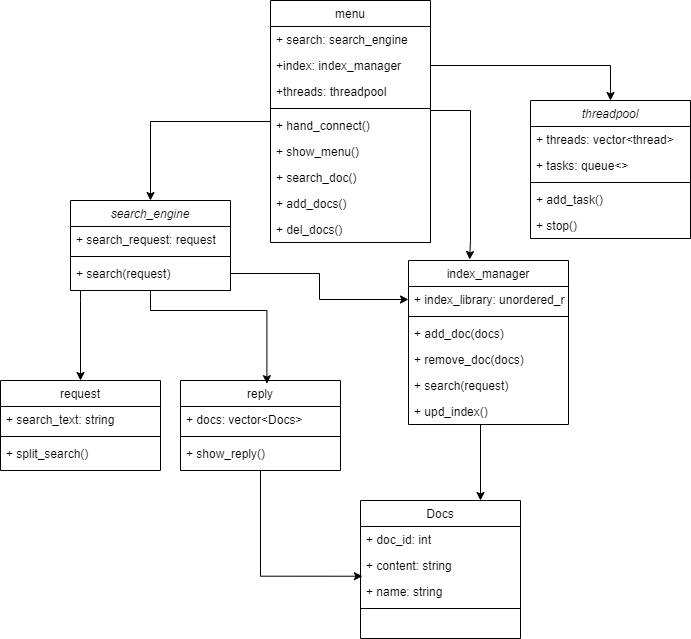 menu
+ search: search_engine
+index: index_manager
+threads: threadpool
+ hand_connect()
+ show_menu()
+ search_doc()
+ add_docs()
+ del_docs()
threadpool
+ threads: vector<thread>
+ tasks: queue<>
+ add_task()
+ stop()
search_engine
+ search_request: request
+ search(request)
index_manager
+ index_library: unordered_r
+ add_doc(docs)
+ remove_doc(docs)
+ search(request)
+ upd_index()
request
+ search_text: string
+ split_search()
reply
+ docs: vector<Docs>
+ show_reply()
Docs
+ doc_id: int
+ content: string
+ name: string